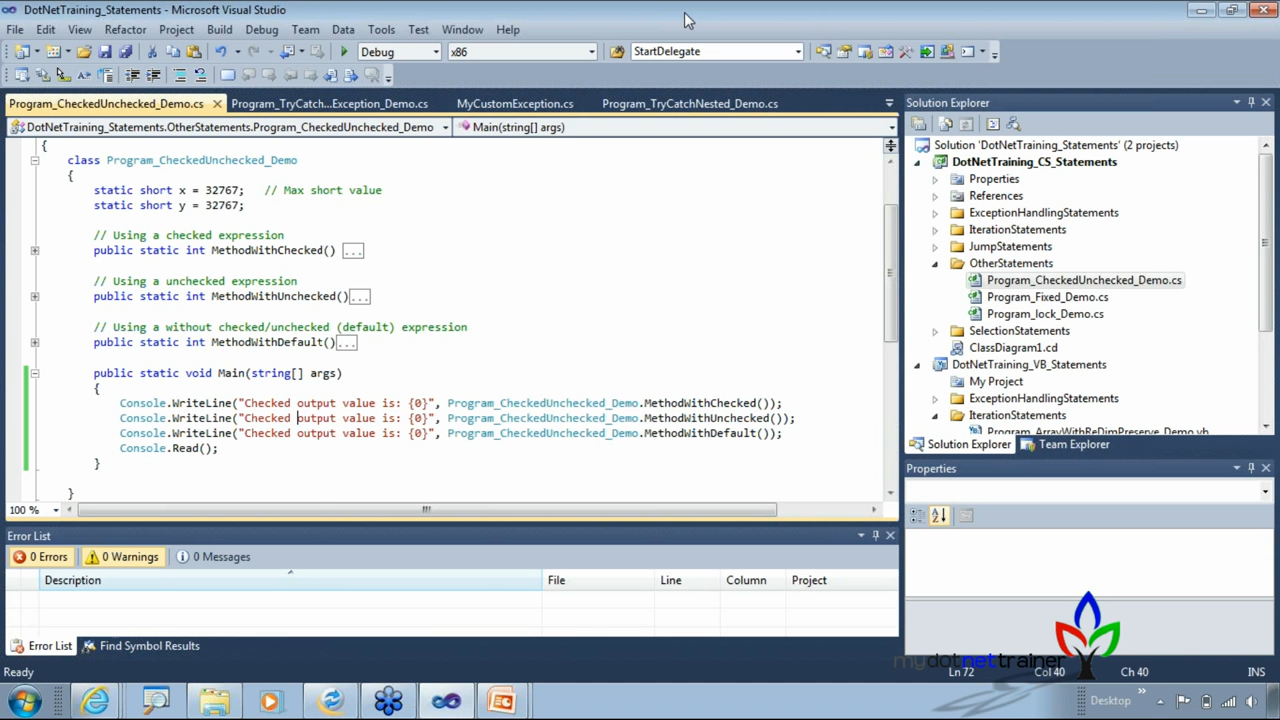 DotNetTraining_Statements - Microsoft Visual Studio
File Edit View Refactor Project Build Debug Team Data Tools Test Window Help
Debug x86 StartDelegate
Program_CheckedUnchecked_Demo.cs Program_TryCatch...Exception_Demo.cs MyCustomException.cs Program_TryCatchNested_Demo.cs
DotNetTraining_Statements.OtherStatements.Program_CheckedUnchecked_Demo Main(string[] args)
{
class Program_CheckedUnchecked_Demo
{
static short x = 32767; // Max short value
static short y = 32767;
// Using a checked expression
public static int MethodWithChecked() ...
// Using a unchecked expression
public static int MethodWithUnchecked() ...
// Using a without checked/unchecked (default) expression
public static int MethodWithDefault() ...
public static void Main(string[] args)
{
Console.WriteLine("Checked output value is: {0}", Program_CheckedUnchecked_Demo.MethodWithChecked());
Console.WriteLine("Checked output value is: {0}", Program_CheckedUnchecked_Demo.MethodWithUnchecked());
Console.WriteLine("Checked output value is: {0}", Program_CheckedUnchecked_Demo.MethodWithDefault());
Console.Read();
}
}
100 %
Error List
0 Errors 0 Warnings 0 Messages
Description File Line Column Project
Error List Find Symbol Results
Solution Explorer
Solution 'DotNetTraining_Statements' (2 projects)
DotNetTraining_CS_Statements
Properties
References
ExceptionHandlingStatements
IterationStatements
JumpStatements
OtherStatements
Program_CheckedUnchecked_Demo.cs
Program_Fixed_Demo.cs
Program_lock_Demo.cs
SelectionStatements
ClassDiagram1.cd
DotNetTraining_VB_Statements
My Project
ExceptionHandlingStatements
IterationStatements
Program_ArrayWithReDimPreserve_Demo.vb
Solution Explorer Team Explorer
Properties
mydotnettrainer
Ready Ln 72 Col 40 Ch 40 INS
Desktop